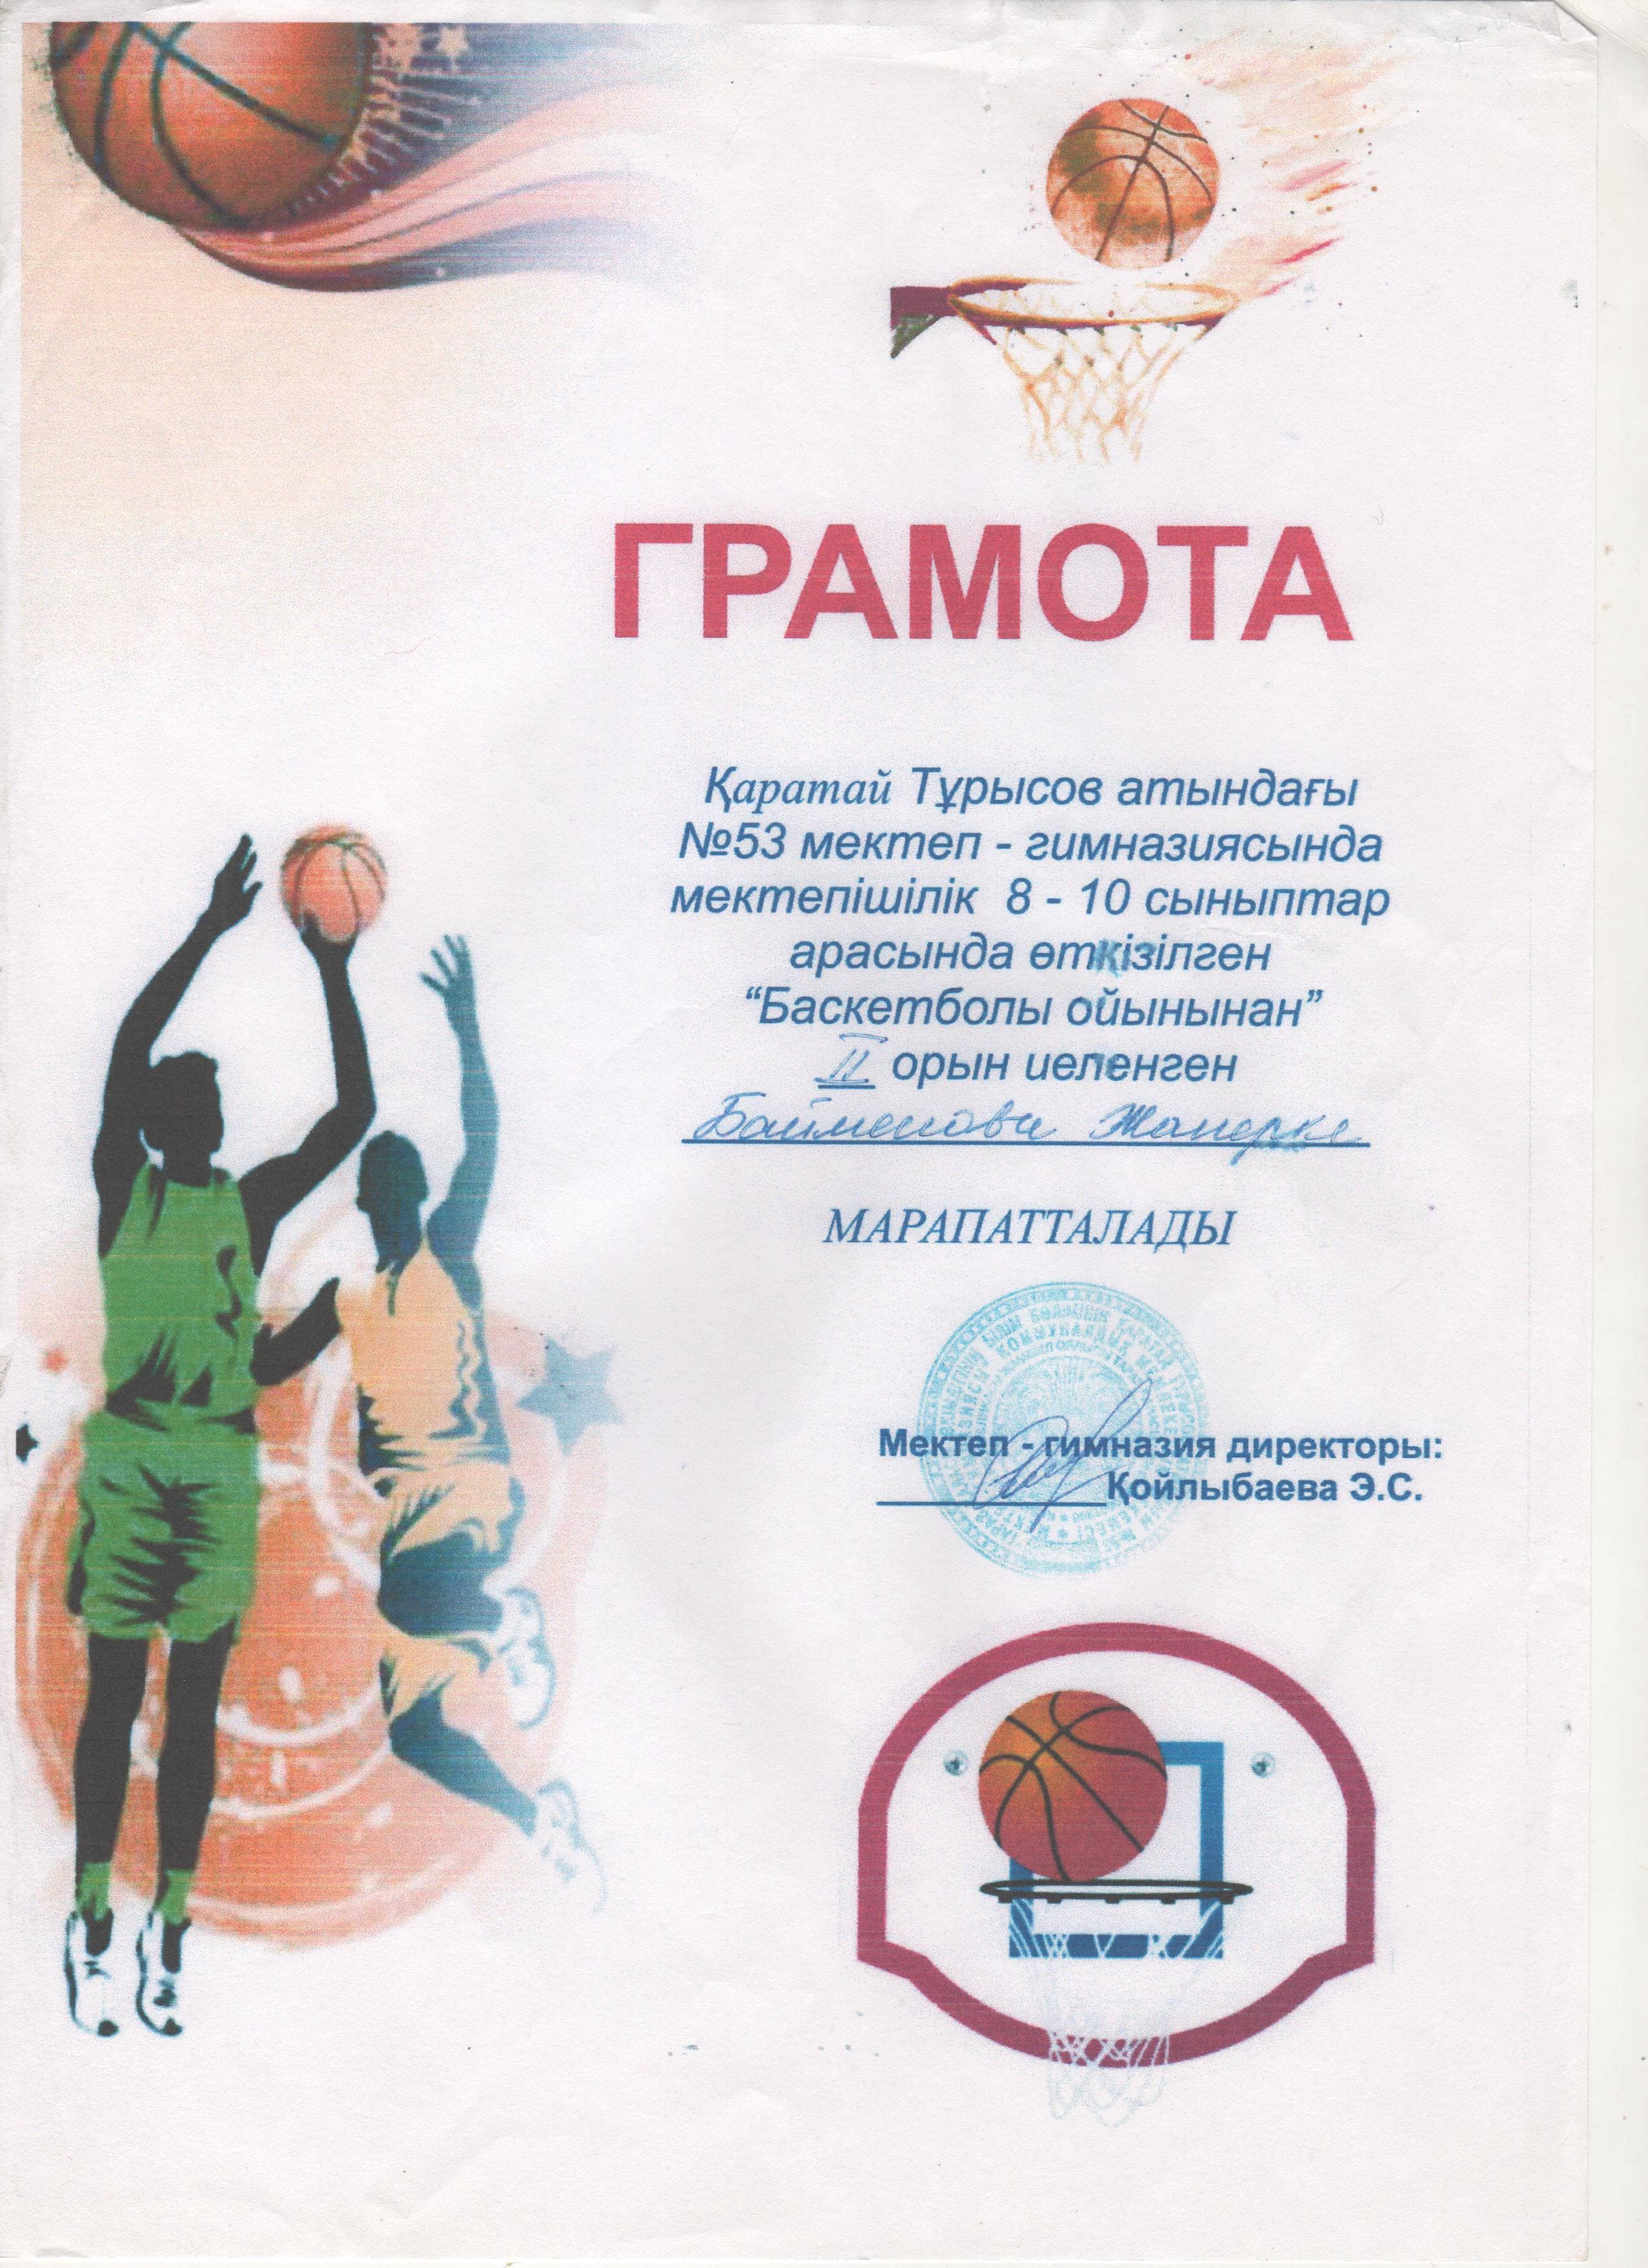 ГРАМОТА
Қаратай Тұрысов атындағы
№53 мектеп - гимназиясында
мектепішілік 8 - 10 сыныптар
арасында өткізілген
“Баскетболы ойынынан”
II орын иеленген
Байменова Жанерке
МАРАПАТТАЛАДЫ
Мектеп - гимназия директоры:
Қойлыбаева Э.С.